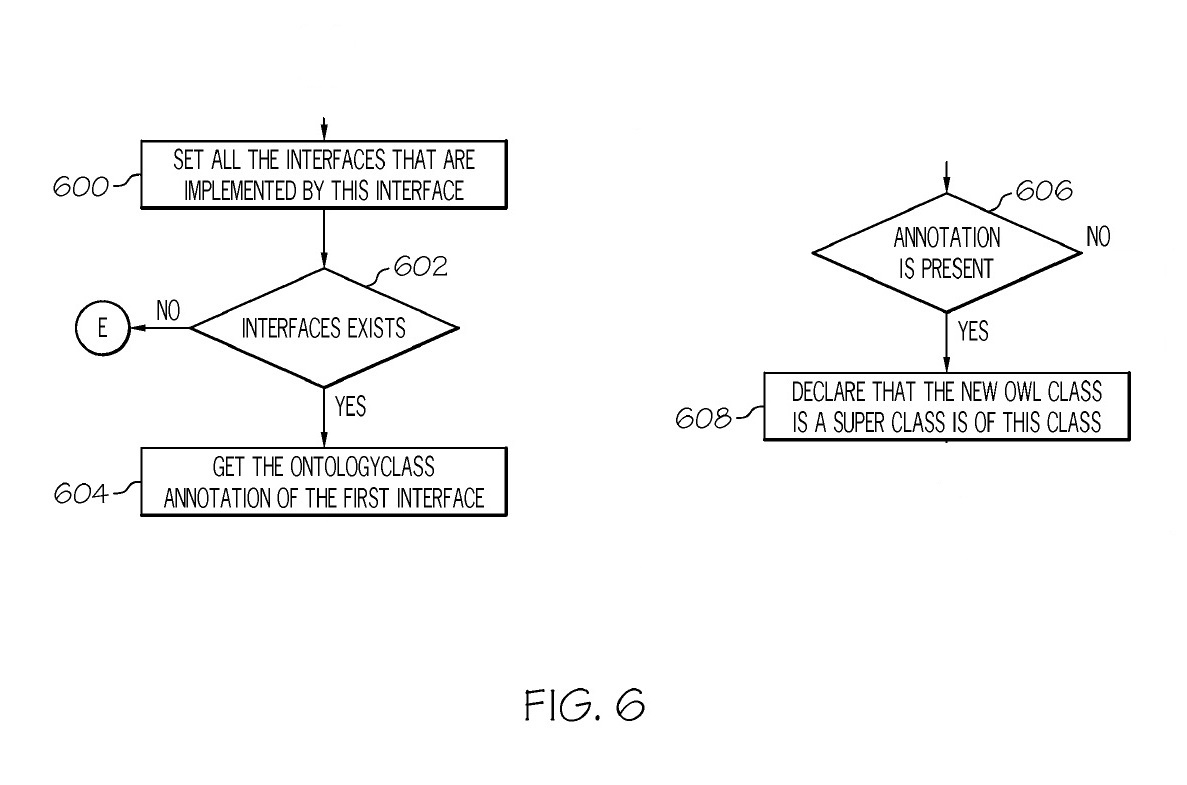 SET ALL THE INTERFACES THAT ARE
IMPLEMENTED BY THIS INTERFACE
600
602
INTERFACES EXISTS
NO
E
YES
GET THE ONTOLOGYCLASS
ANNOTATION OF THE FIRST INTERFACE
604
606
ANNOTATION
IS PRESENT
NO
YES
DECLARE THAT THE NEW OWL CLASS
IS A SUPER CLASS IS OF THIS CLASS
608
FIG. 6